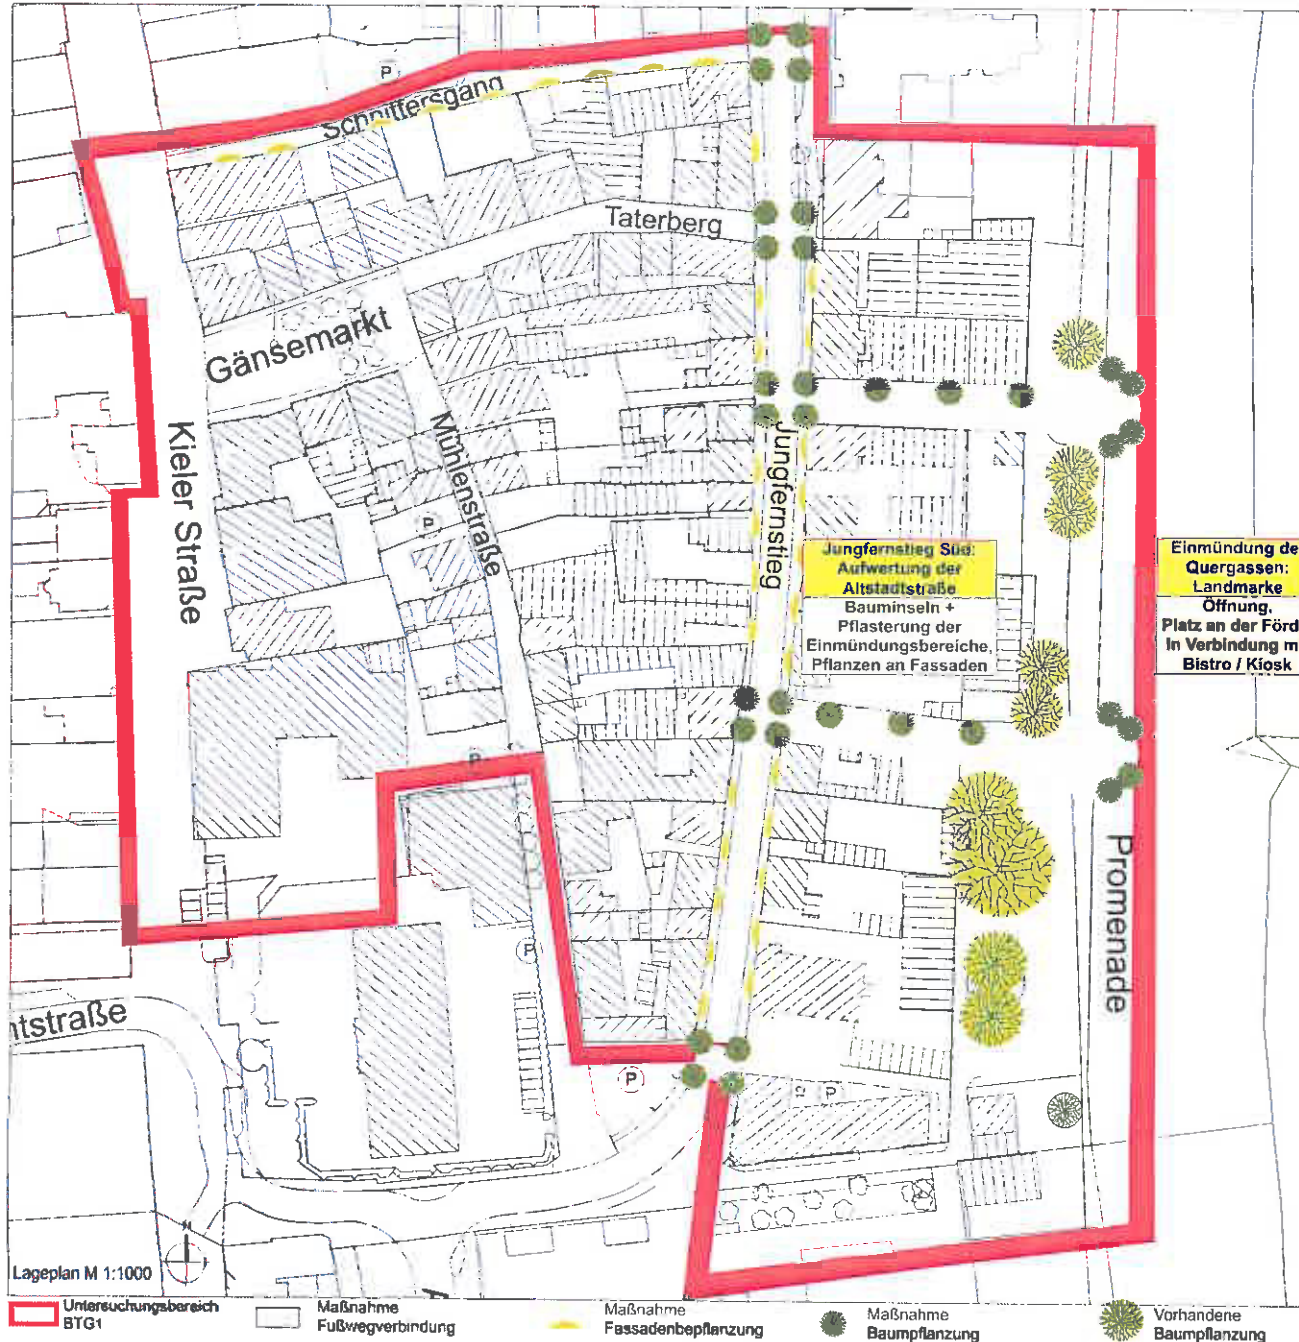 P
Schnittersgang
Taterberg
Gänsemarkt
Kieler Straße
Mühlenstraße
Jungfernstieg
Jungfernstieg Süd:
Aufwertung der
Altstadtstraße
Bauminseln +
Pflasterung der
Einmündungsbereiche,
Pflanzen an Fassaden
Einmündung de
Quergassen:
Landmarke
Öffnung,
Platz an der Förd
In Verbindung m
Bistro / Kiosk
P
P
Promenade
ntstraße
P
P
Lageplan M 1:1000
Untersuchungsbereich
BTG1
Maßnahme
Fußwegverbindung
Maßnahme
Fassadenbepflanzung
Maßnahme
Baumpflanzung
Vorhandene
Baumpflanzung